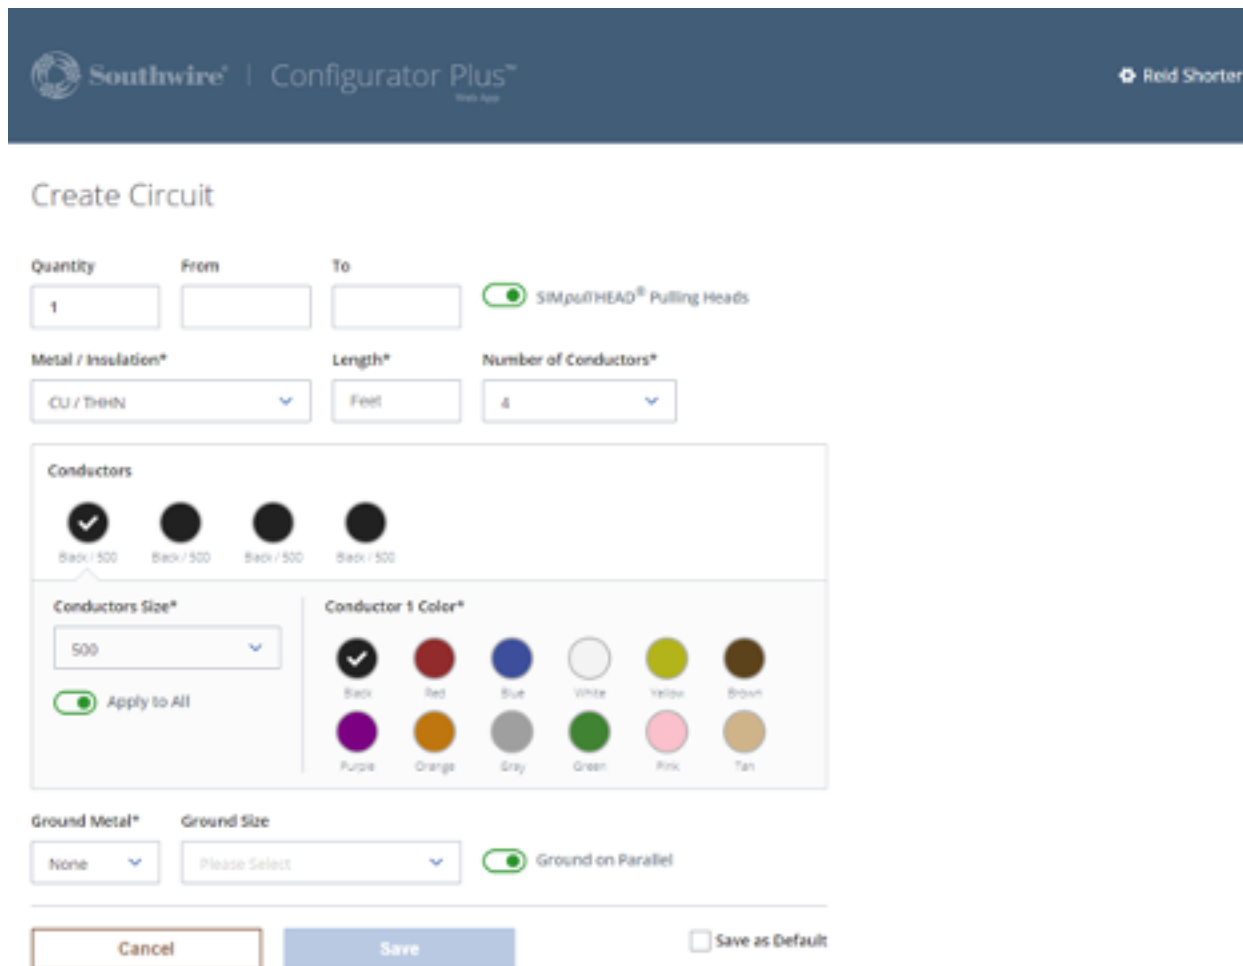 Southwire® | Configurator Plus™
Web App
Reid Shorter
Create Circuit
Quantity From To
1
SIMpullTHEAD® Pulling Heads
Metal / Insulation* Length* Number of Conductors*
CU / THHN Feet 4
Conductors
Black / 500 Black / 500 Black / 500 Black / 500
Conductors Size* Conductor 1 Color*
500
Black Red Blue White Yellow Brown
Apply to All
Purple Orange Gray Green Pink Tan
Ground Metal* Ground Size
None Please Select Ground on Parallel
Cancel Save Save as Default